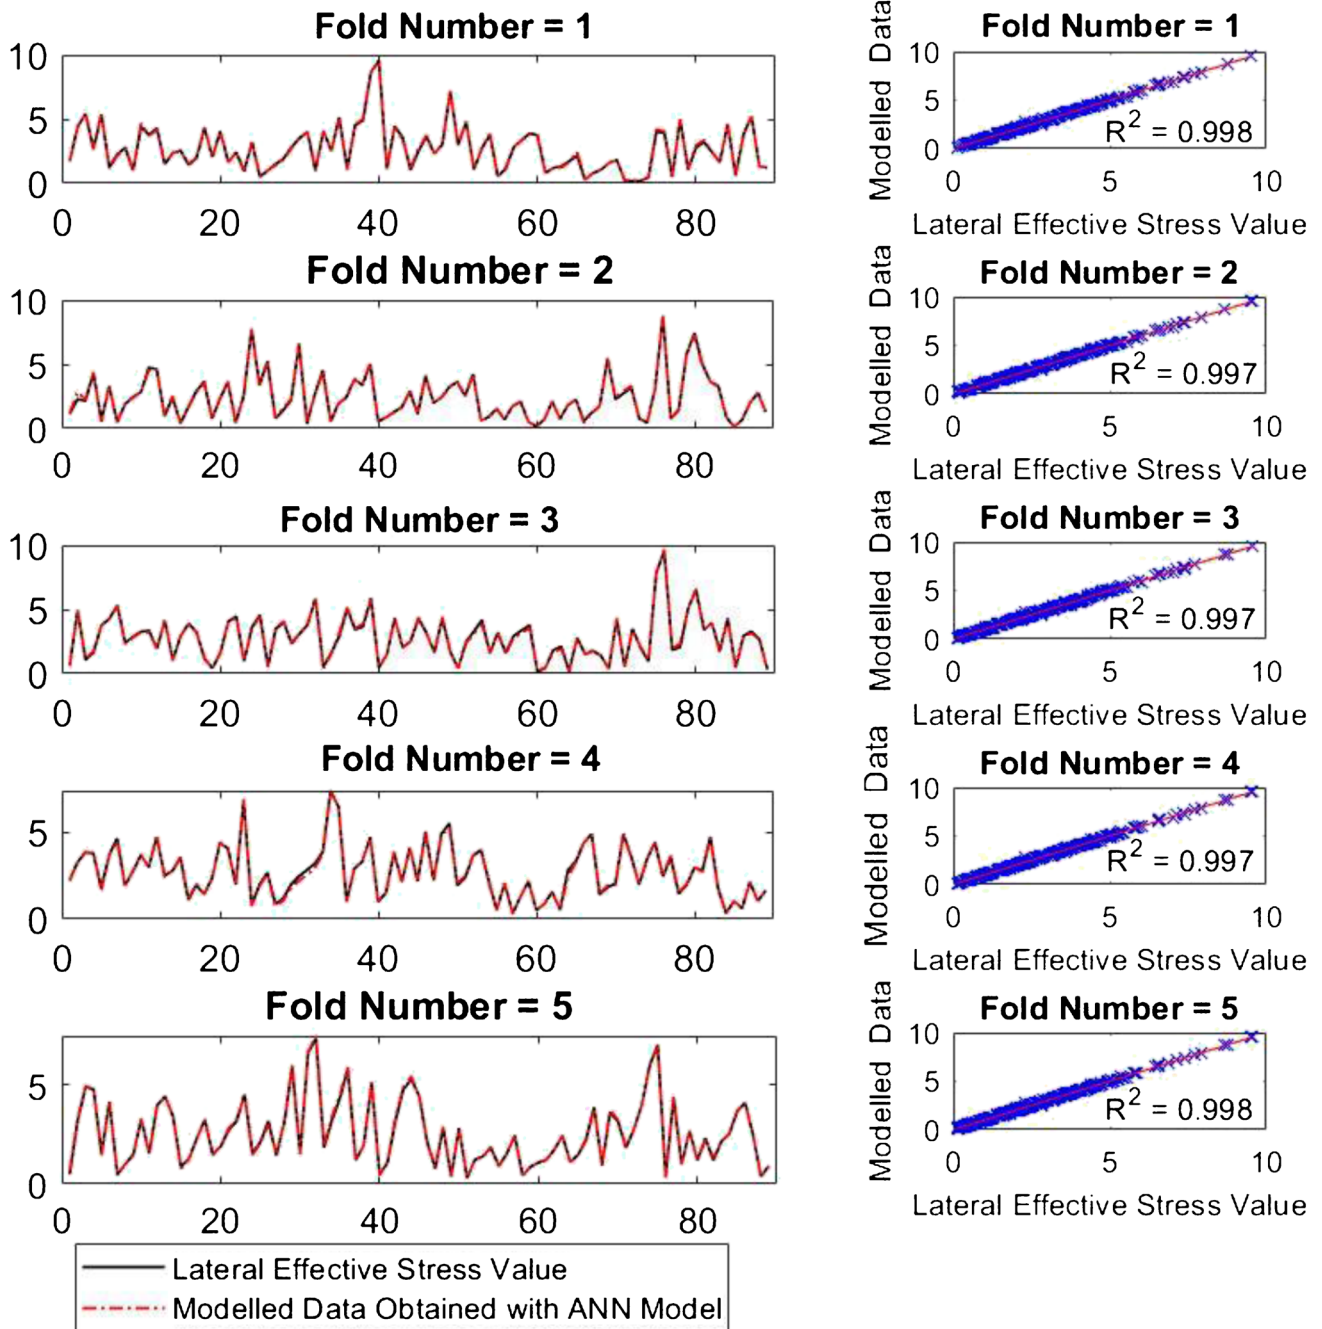 Fold Number = 1
10
5
0
0 20 40 60 80
Fold Number = 2
10
5
0
0 20 40 60 80
Fold Number = 3
10
5
0
0 20 40 60 80
Fold Number = 4
5
0
0 20 40 60 80
Fold Number = 5
5
0
0 20 40 60 80
Lateral Effective Stress Value
Modelled Data Obtained with ANN Model
Fold Number = 1
Modelled Data
10
5
0
R² = 0.998
0 5 10
Lateral Effective Stress Value
Fold Number = 2
Modelled Data
10
5
0
R² = 0.997
0 5 10
Lateral Effective Stress Value
Fold Number = 3
Modelled Data
10
5
0
R² = 0.997
0 5 10
Lateral Effective Stress Value
Fold Number = 4
Modelled Data
10
5
0
R² = 0.997
0 5 10
Lateral Effective Stress Value
Fold Number = 5
Modelled Data
10
5
0
R² = 0.998
0 5 10
Lateral Effective Stress Value